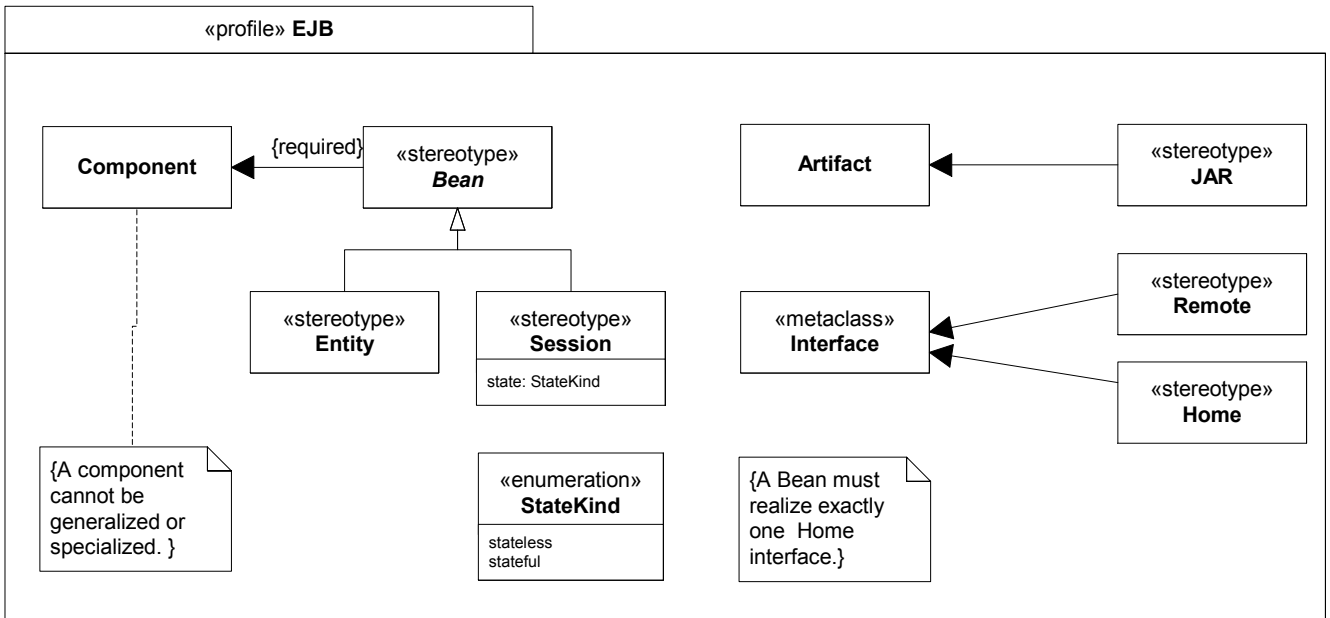 «profile» EJB
Component
{required}
«stereotype»
Bean
Artifact
«stereotype»
JAR
«stereotype»
Entity
«stereotype»
Session
state: StateKind
«metaclass»
Interface
«stereotype»
Remote
«stereotype»
Home
{A component
cannot be
generalized or
specialized. }
«enumeration»
StateKind
stateless
stateful
{A Bean must
realize exactly
one  Home
interface.}